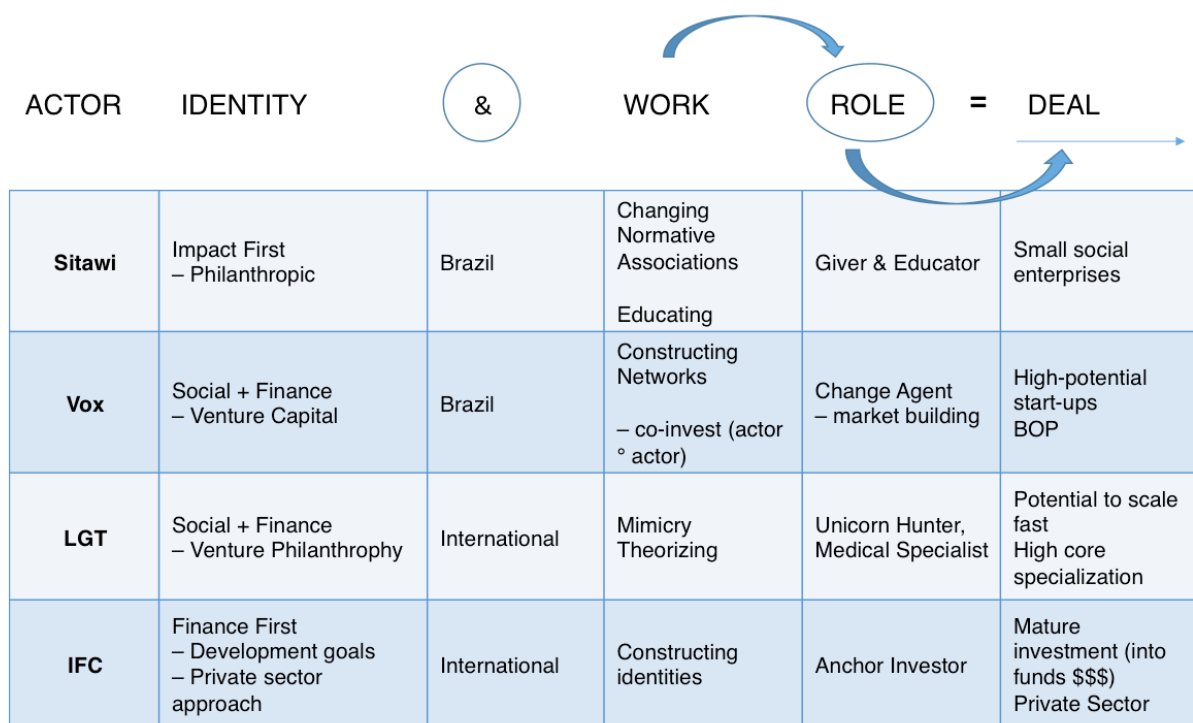 ACTOR IDENTITY & WORK ROLE = DEAL
Sitawi
Impact First
– Philanthropic
Brazil
Changing
Normative
Associations
Educating
Giver & Educator
Small social
enterprises
Vox
Social + Finance
– Venture Capital
Brazil
Constructing
Networks
– co-invest (actor
° actor)
Change Agent
– market building
High-potential
start-ups
BOP
LGT
Social + Finance
– Venture Philanthrophy
International
Mimicry
Theorizing
Unicorn Hunter,
Medical Specialist
Potential to scale
fast
High core
specialization
IFC
Finance First
– Development goals
– Private sector
approach
International
Constructing
identities
Anchor Investor
Mature
investment (into
funds $$$)
Private Sector